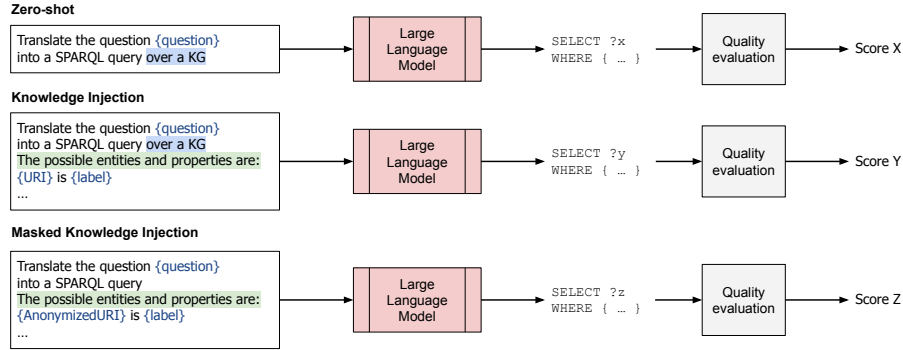 Zero-shot
Translate the question {question}
into a SPARQL query over a KG
Large
Language
Model
SELECT ?x
WHERE { … }
Quality
evaluation
Score X
Knowledge Injection
Translate the question {question}
into a SPARQL query over a KG
The possible entities and properties are:
{URI} is {label}
...
Large
Language
Model
SELECT ?y
WHERE { … }
Quality
evaluation
Score Y
Masked Knowledge Injection
Translate the question {question}
into a SPARQL query
The possible entities and properties are:
{AnonymizedURI} is {label}
...
Large
Language
Model
SELECT ?z
WHERE { … }
Quality
evaluation
Score Z